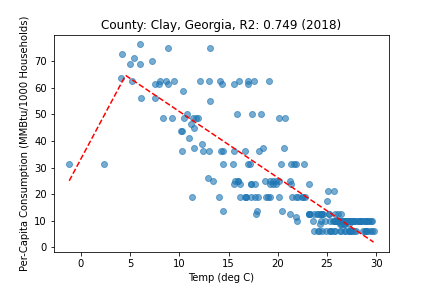 County: Clay, Georgia, R2: 0.749 (2018)
Per-Capita Consumption (MMBtu/1000 Households)
70
60
50
40
30
20
10
0
0 5 10 15 20 25 30
Temp (deg C)